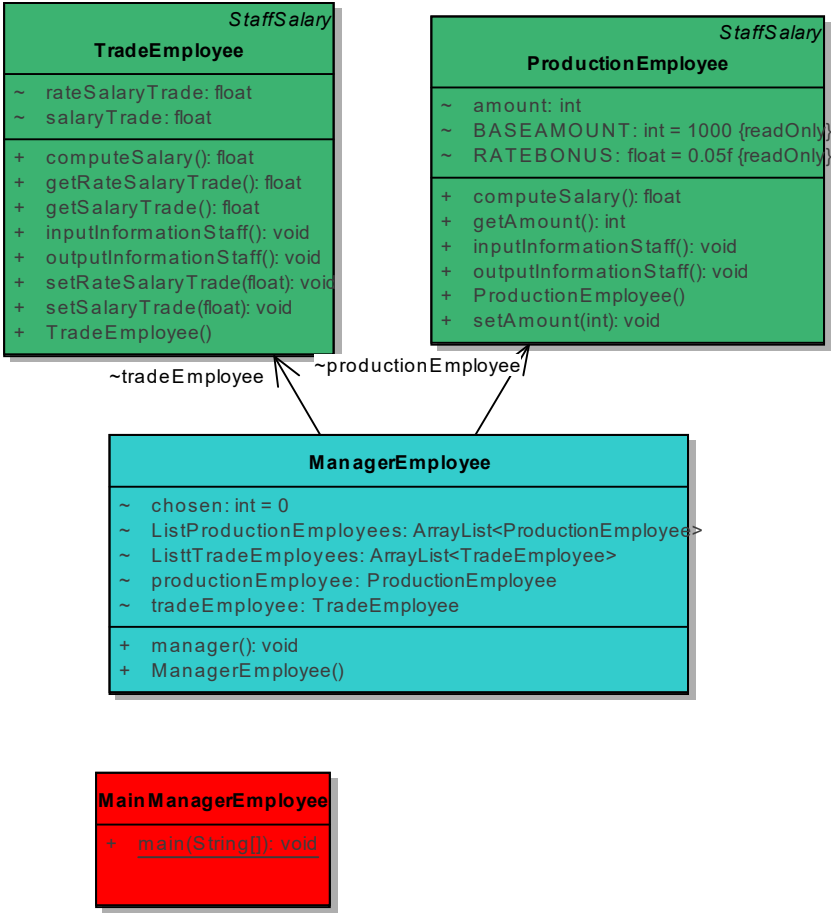 StaffSalary
TradeEmployee
~ rateSalaryTrade: float
~ salaryTrade: float
+ computeSalary(): float
+ getRateSalaryTrade(): float
+ getSalaryTrade(): float
+ inputInformationStaff(): void
+ outputInformationStaff(): void
+ setRateSalaryTrade(float): void
+ setSalaryTrade(float): void
+ TradeEmployee()
StaffSalary
ProductionEmployee
~ amount: int
~ BASEAMOUNT: int = 1000 {readOnly}
~ RATEBONUS: float = 0.05f {readOnly}
+ computeSalary(): float
+ getAmount(): int
+ inputInformationStaff(): void
+ outputInformationStaff(): void
+ ProductionEmployee()
+ setAmount(int): void
~tradeEmployee
~productionEmployee
ManagerEmployee
~ chosen: int = 0
~ ListProductionEmployees: ArrayList<ProductionEmployee>
~ ListtTradeEmployees: ArrayList<TradeEmployee>
~ productionEmployee: ProductionEmployee
~ tradeEmployee: TradeEmployee
+ manager(): void
+ ManagerEmployee()
MainManagerEmployee
+ main(String[]): void